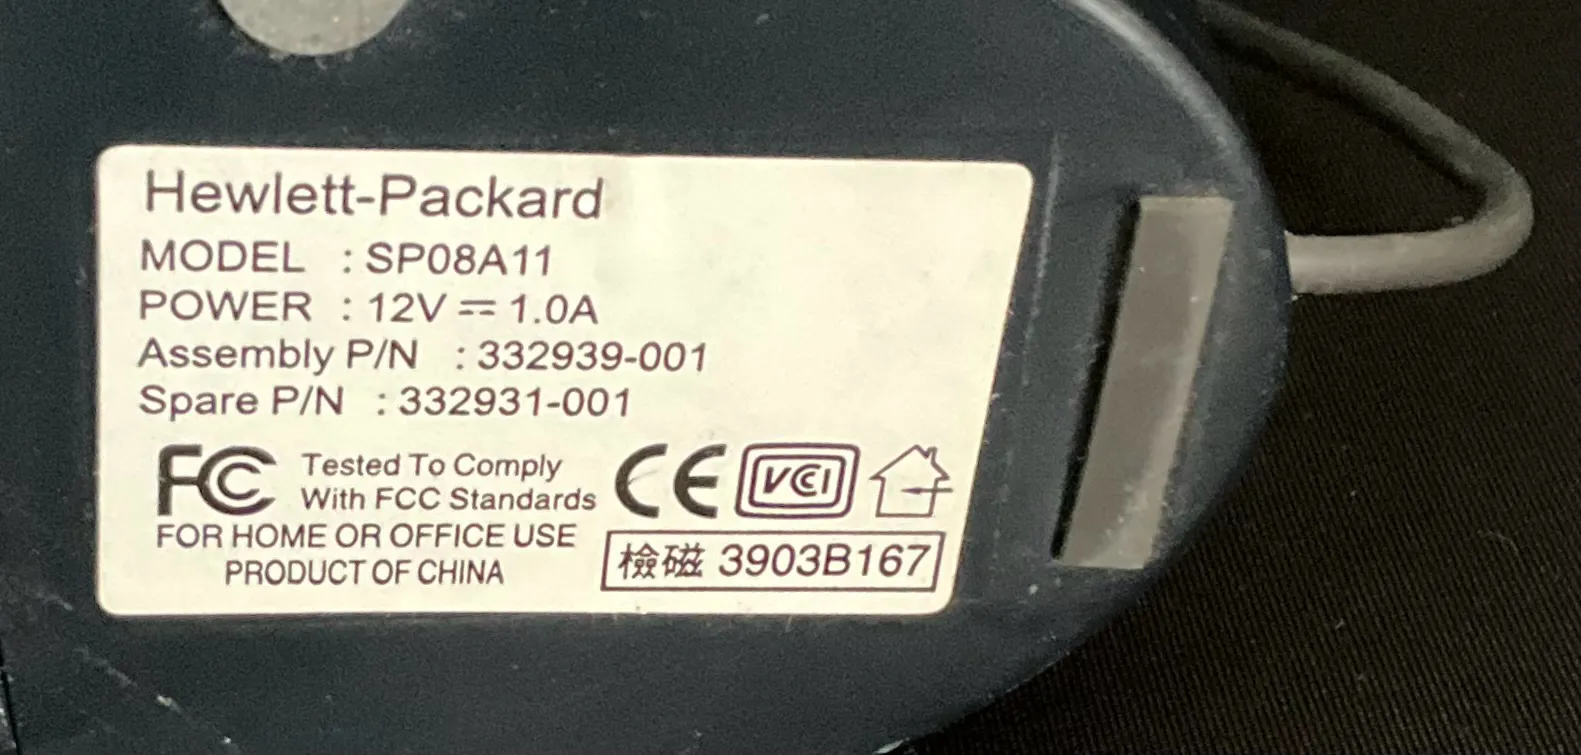 Hewlett-Packard
MODEL : SP08A11
POWER : 12V ⎓ 1.0A
Assembly P/N : 332939-001
Spare P/N : 332931-001
FC Tested To Comply
With FCC Standards
CE VCCI
FOR HOME OR OFFICE USE
PRODUCT OF CHINA
檢磁 3903B167